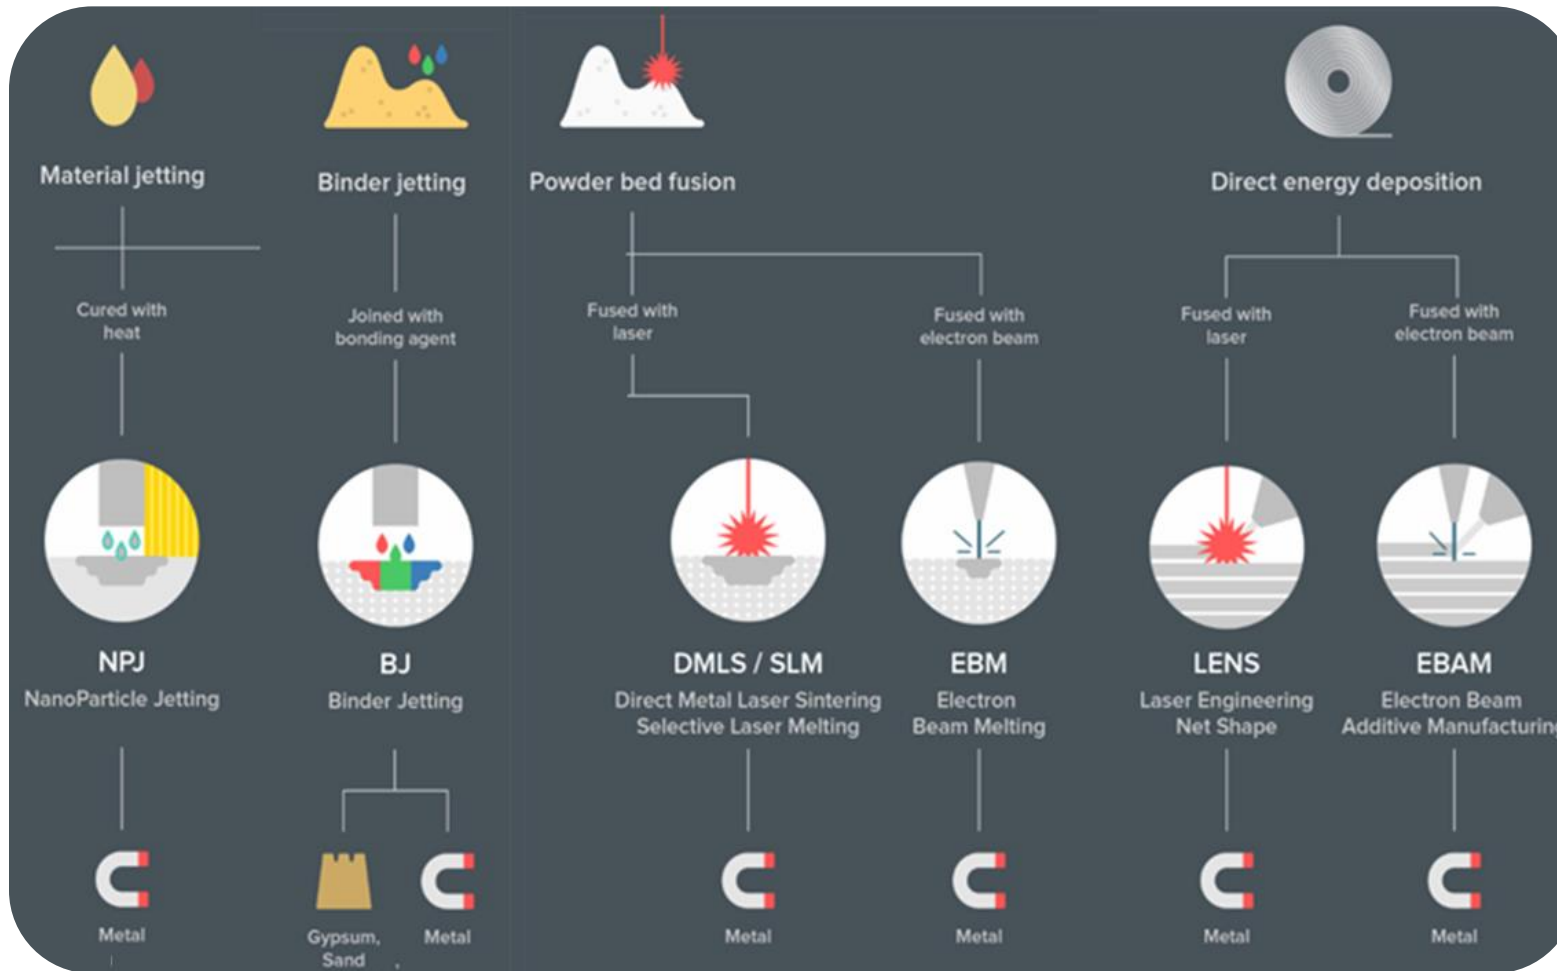 Material jetting
Binder jetting
Powder bed fusion
Direct energy deposition
Cured with
heat
Joined with
bonding agent
Fused with
laser
Fused with
electron beam
Fused with
laser
Fused with
electron beam
NPJ
NanoParticle Jetting
BJ
Binder Jetting
DMLS / SLM
Direct Metal Laser Sintering
Selective Laser Melting
EBM
Electron
Beam Melting
LENS
Laser Engineering
Net Shape
EBAM
Electron Beam
Additive Manufacturing
Metal
Gypsum,
Sand
Metal
Metal
Metal
Metal
Metal